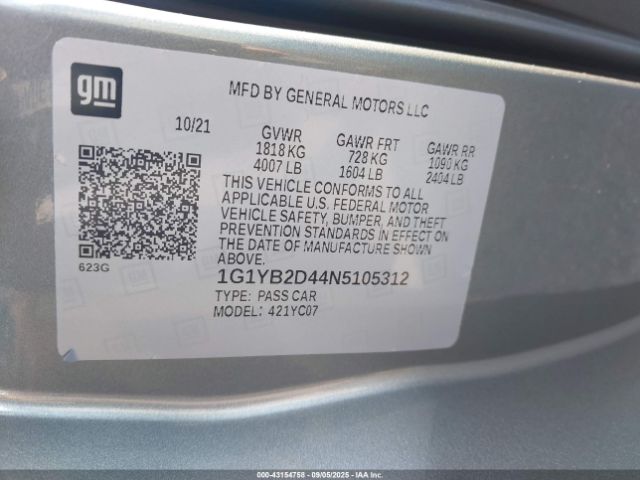 gm
MFD BY GENERAL MOTORS LLC
10/21 GVWR GAWR FRT GAWR RR
1818 KG 728 KG 1090 KG
4007 LB 1604 LB 2404 LB
THIS VEHICLE CONFORMS TO ALL
APPLICABLE U.S. FEDERAL MOTOR
VEHICLE SAFETY, BUMPER, AND THEFT
PREVENTION STANDARDS IN EFFECT ON
THE DATE OF MANUFACTURE SHOWN
ABOVE.
623G
1G1YB2D44N5105312
TYPE: PASS CAR
MODEL: 421YC07
000-43154758 - 09/05/2025 - IAAI.COM